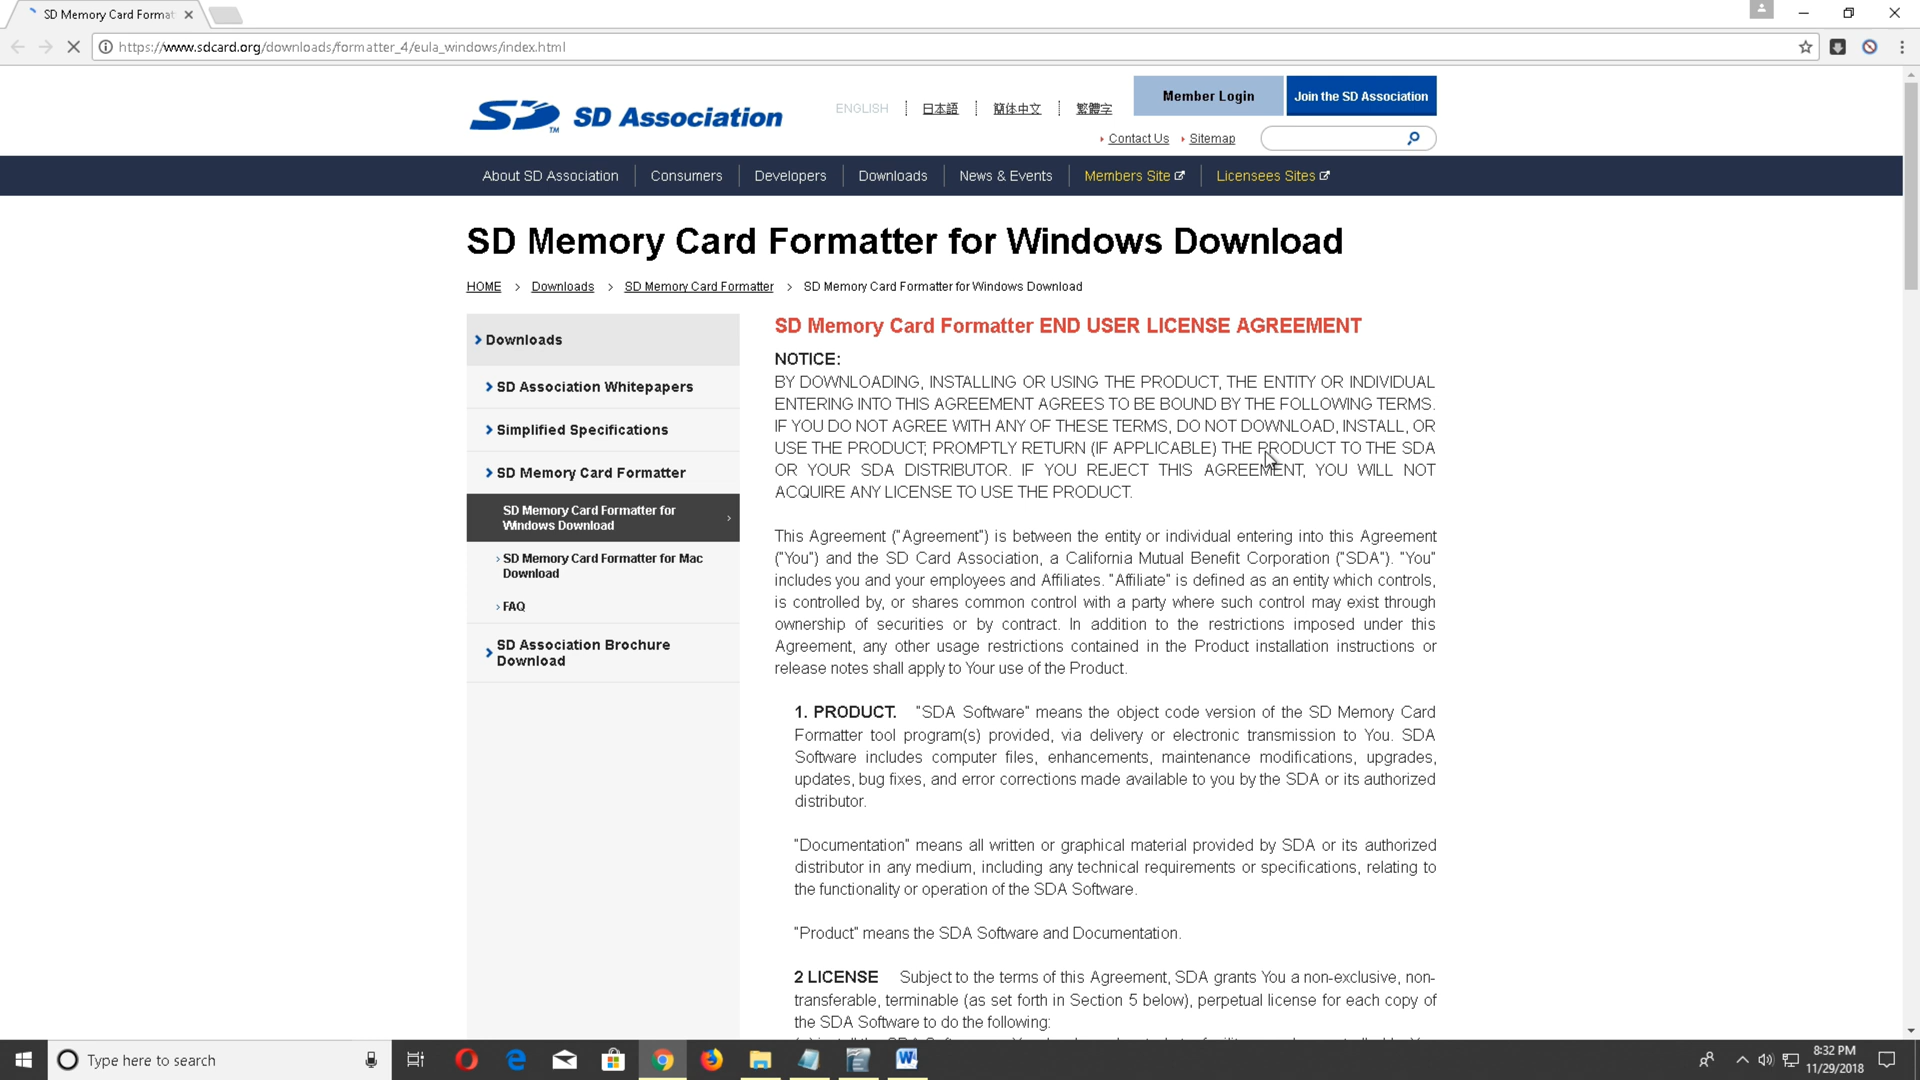 SD Memory Card Format
https://www.sdcard.org/downloads/formatter_4/eula_windows/index.html
SD Association
ENGLISH
日本語
简体中文
繁體字
Member Login
Join the SD Association
Contact Us
Sitemap
About SD Association
Consumers
Developers
Downloads
News & Events
Members Site
Licensees Sites
SD Memory Card Formatter for Windows Download
HOME > Downloads > SD Memory Card Formatter > SD Memory Card Formatter for Windows Download
Downloads
SD Association Whitepapers
Simplified Specifications
SD Memory Card Formatter
SD Memory Card Formatter for
Windows Download
SD Memory Card Formatter for Mac
Download
FAQ
SD Association Brochure
Download
SD Memory Card Formatter END USER LICENSE AGREEMENT
NOTICE:
BY DOWNLOADING, INSTALLING OR USING THE PRODUCT, THE ENTITY OR INDIVIDUAL
ENTERING INTO THIS AGREEMENT AGREES TO BE BOUND BY THE FOLLOWING TERMS.
IF YOU DO NOT AGREE WITH ANY OF THESE TERMS, DO NOT DOWNLOAD, INSTALL, OR
USE THE PRODUCT; PROMPTLY RETURN (IF APPLICABLE) THE PRODUCT TO THE SDA
OR YOUR SDA DISTRIBUTOR. IF YOU REJECT THIS AGREEMENT, YOU WILL NOT
ACQUIRE ANY LICENSE TO USE THE PRODUCT.
This Agreement ("Agreement") is between the entity or individual entering into this Agreement
("You") and the SD Card Association, a California Mutual Benefit Corporation ("SDA"). "You"
includes you and your employees and Affiliates. "Affiliate" is defined as an entity which controls,
is controlled by, or shares common control with a party where such control may exist through
ownership of securities or by contract. In addition to the restrictions imposed under this
Agreement, any other usage restrictions contained in the Product installation instructions or
release notes shall apply to Your use of the Product.
1. PRODUCT. "SDA Software" means the object code version of the SD Memory Card
Formatter tool program(s) provided, via delivery or electronic transmission to You. SDA
Software includes computer files, enhancements, maintenance modifications, upgrades,
updates, bug fixes, and error corrections made available to you by the SDA or its authorized
distributor.
"Documentation" means all written or graphical material provided by SDA or its authorized
distributor in any medium, including any technical requirements or specifications, relating to
the functionality or operation of the SDA Software.
"Product" means the SDA Software and Documentation.
2 LICENSE Subject to the terms of this Agreement, SDA grants You a non-exclusive, non-
transferable, terminable (as set forth in Section 5 below), perpetual license for each copy of
the SDA Software to do the following:
Type here to search
8:32 PM
11/29/2018